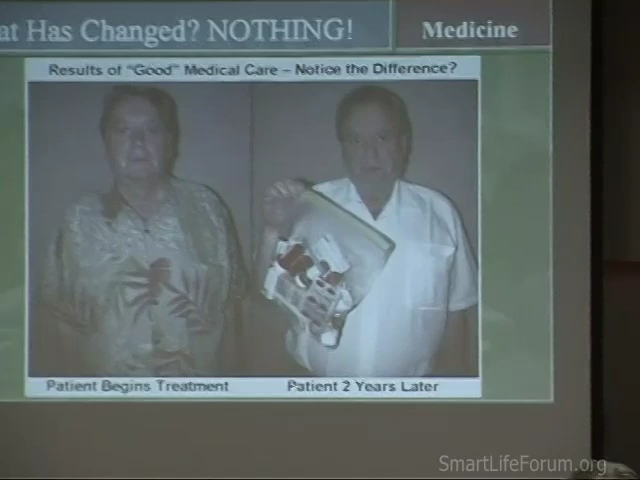 at Has Changed? NOTHING!
Medicine
Results of "Good" Medical Care – Notice the Difference?
Patient Begins Treatment
Patient 2 Years Later
SmartLifeForum.org